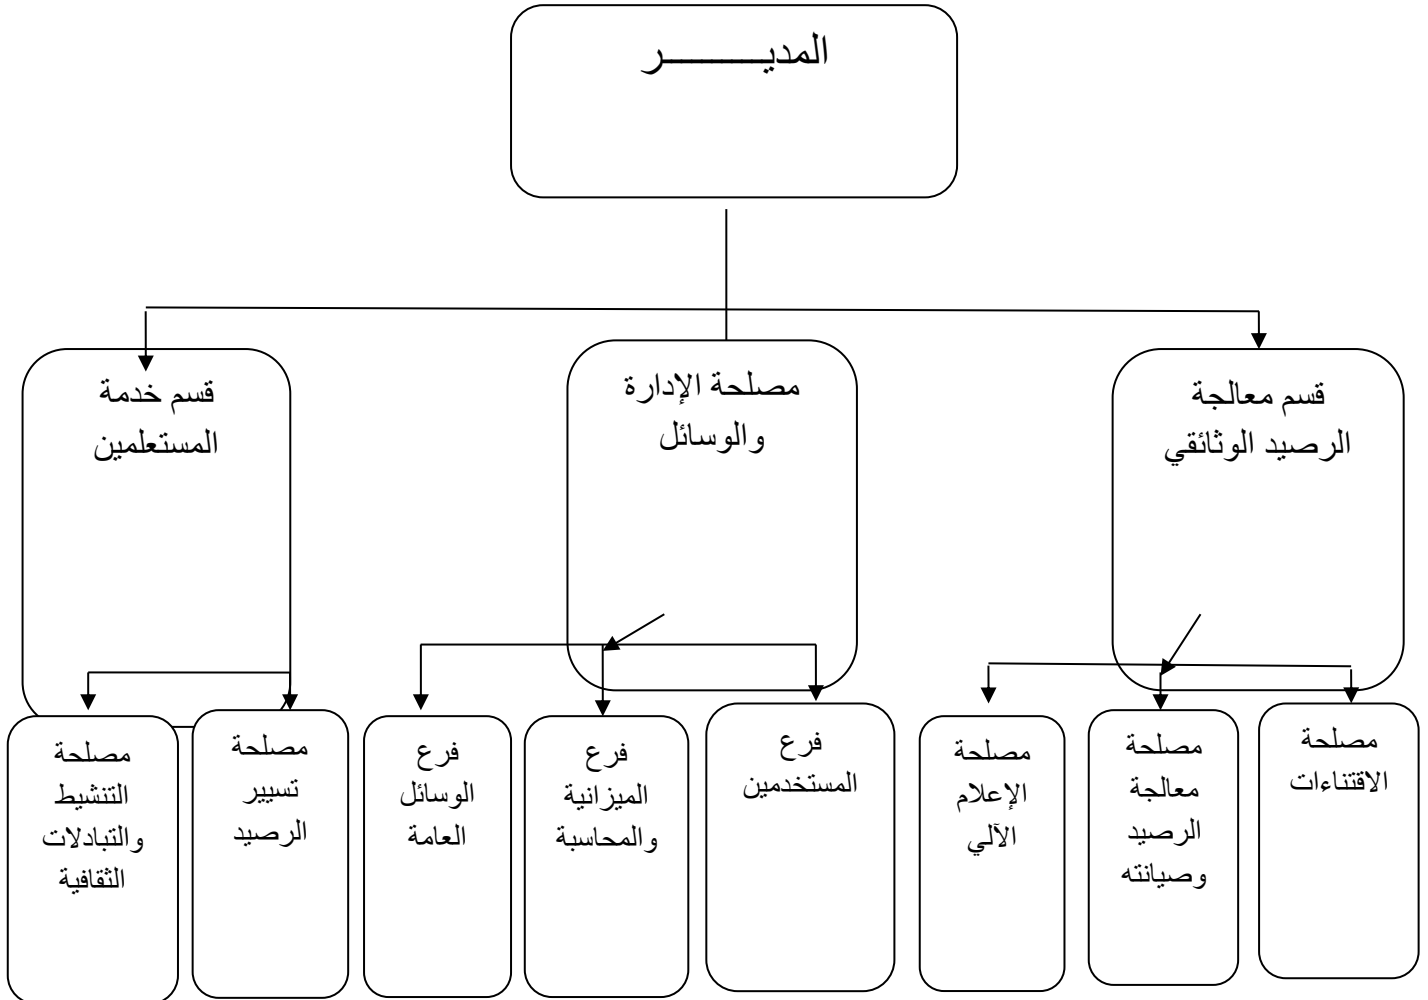 المديـــــــــــر
قسم معالجة
الرصيد الوثائقي
مصلحة الإدارة
والوسائل
قسم خدمة
المستعلمين
مصلحة
الاقتناءات
مصلحة
معالجة
الرصيد
وصيانته
مصلحة
الإعلام
الآلي
فرع
المستخدمين
فرع
الميزانية
والمحاسبة
فرع
الوسائل
العامة
مصلحة
تسيير
الرصيد
مصلحة
التنشيط
والتبادلات
الثقافية